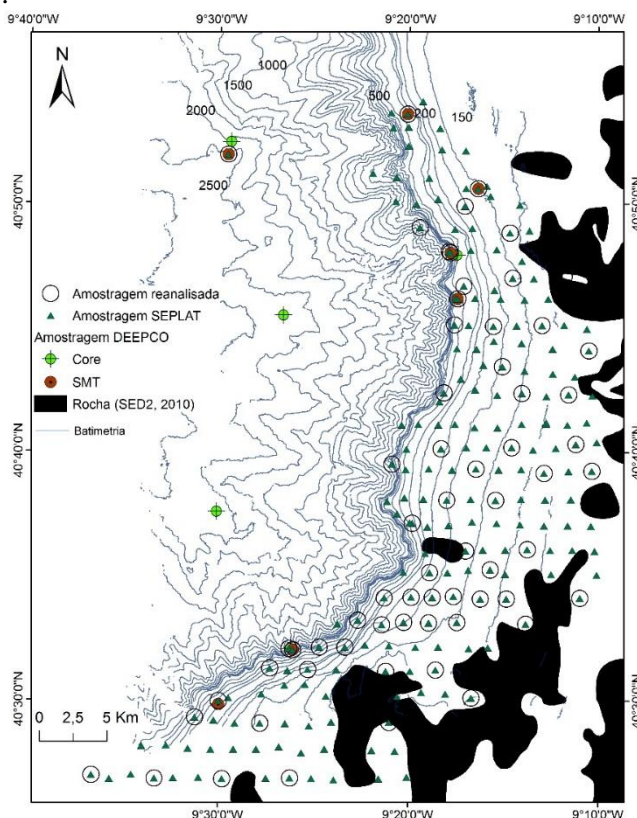 .
9°40'0"W 9°30'0"W 9°20'0"W 9°10'0"W
N
1000
1500
2000
2500
500
200
150
40°50'0"N 40°50'0"N
Amostragem reanalisada
Amostragem SEPLAT
Amostragem DEEPCO
Core
SMT
Rocha (SED2, 2010)
Batimetria
40°40'0"N 40°40'0"N
40°30'0"N 40°30'0"N
0 2,5 5 Km
9°30'0"W 9°20'0"W 9°10'0"W